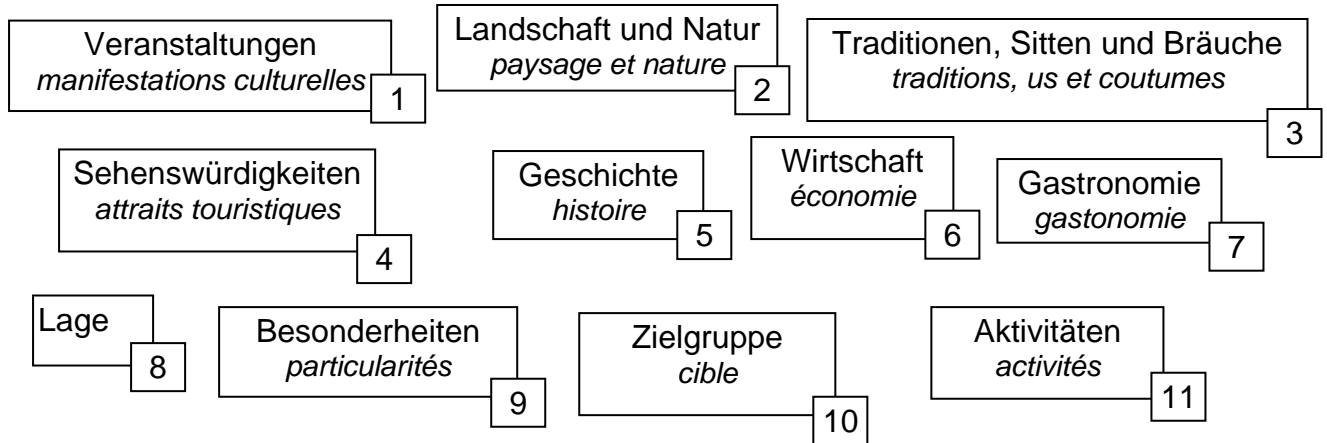 Veranstaltungen
manifestations culturelles
1
Landschaft und Natur
paysage et nature
2
Traditionen, Sitten und Bräuche
traditions, us et coutumes
3
Sehenswürdigkeiten
attraits touristiques
4
Geschichte
histoire
5
Wirtschaft
économie
6
Gastronomie
gastonomie
7
Lage
8
Besonderheiten
particularités
9
Zielgruppe
cible
10
Aktivitäten
activités
11